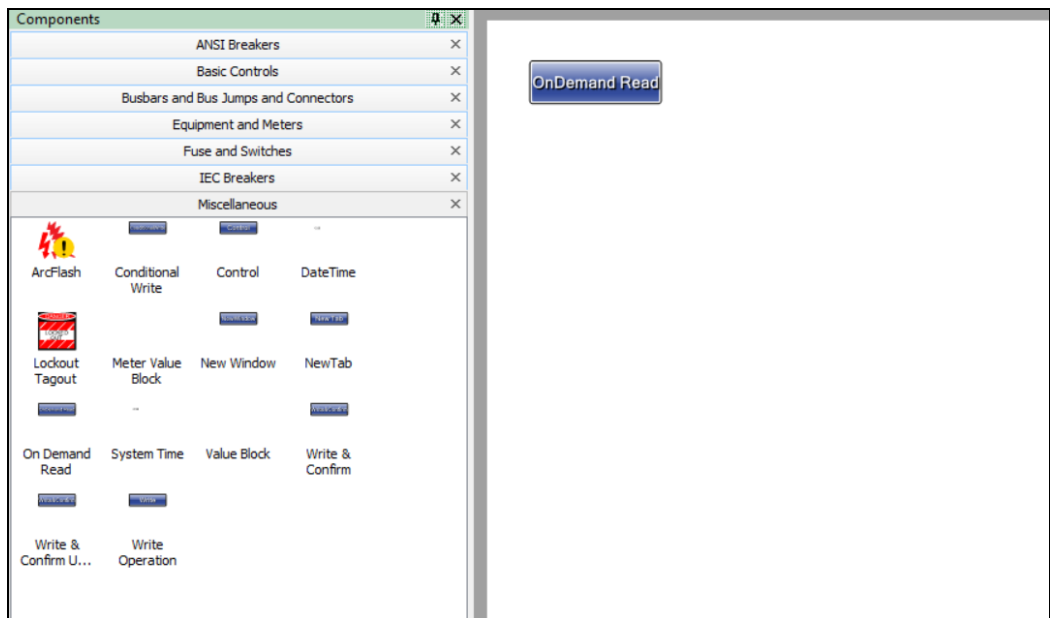 Components
ANSI Breakers
Basic Controls
Busbars and Bus Jumps and Connectors
Equipment and Meters
Fuse and Switches
IEC Breakers
Miscellaneous
ArcFlash
Conditional
Write
Control
DateTime
Lockout
Tagout
Meter Value
Block
New Window
NewTab
On Demand
Read
System Time
Value Block
Write &
Confirm
Write &
Confirm U...
Write
Operation
OnDemand Read